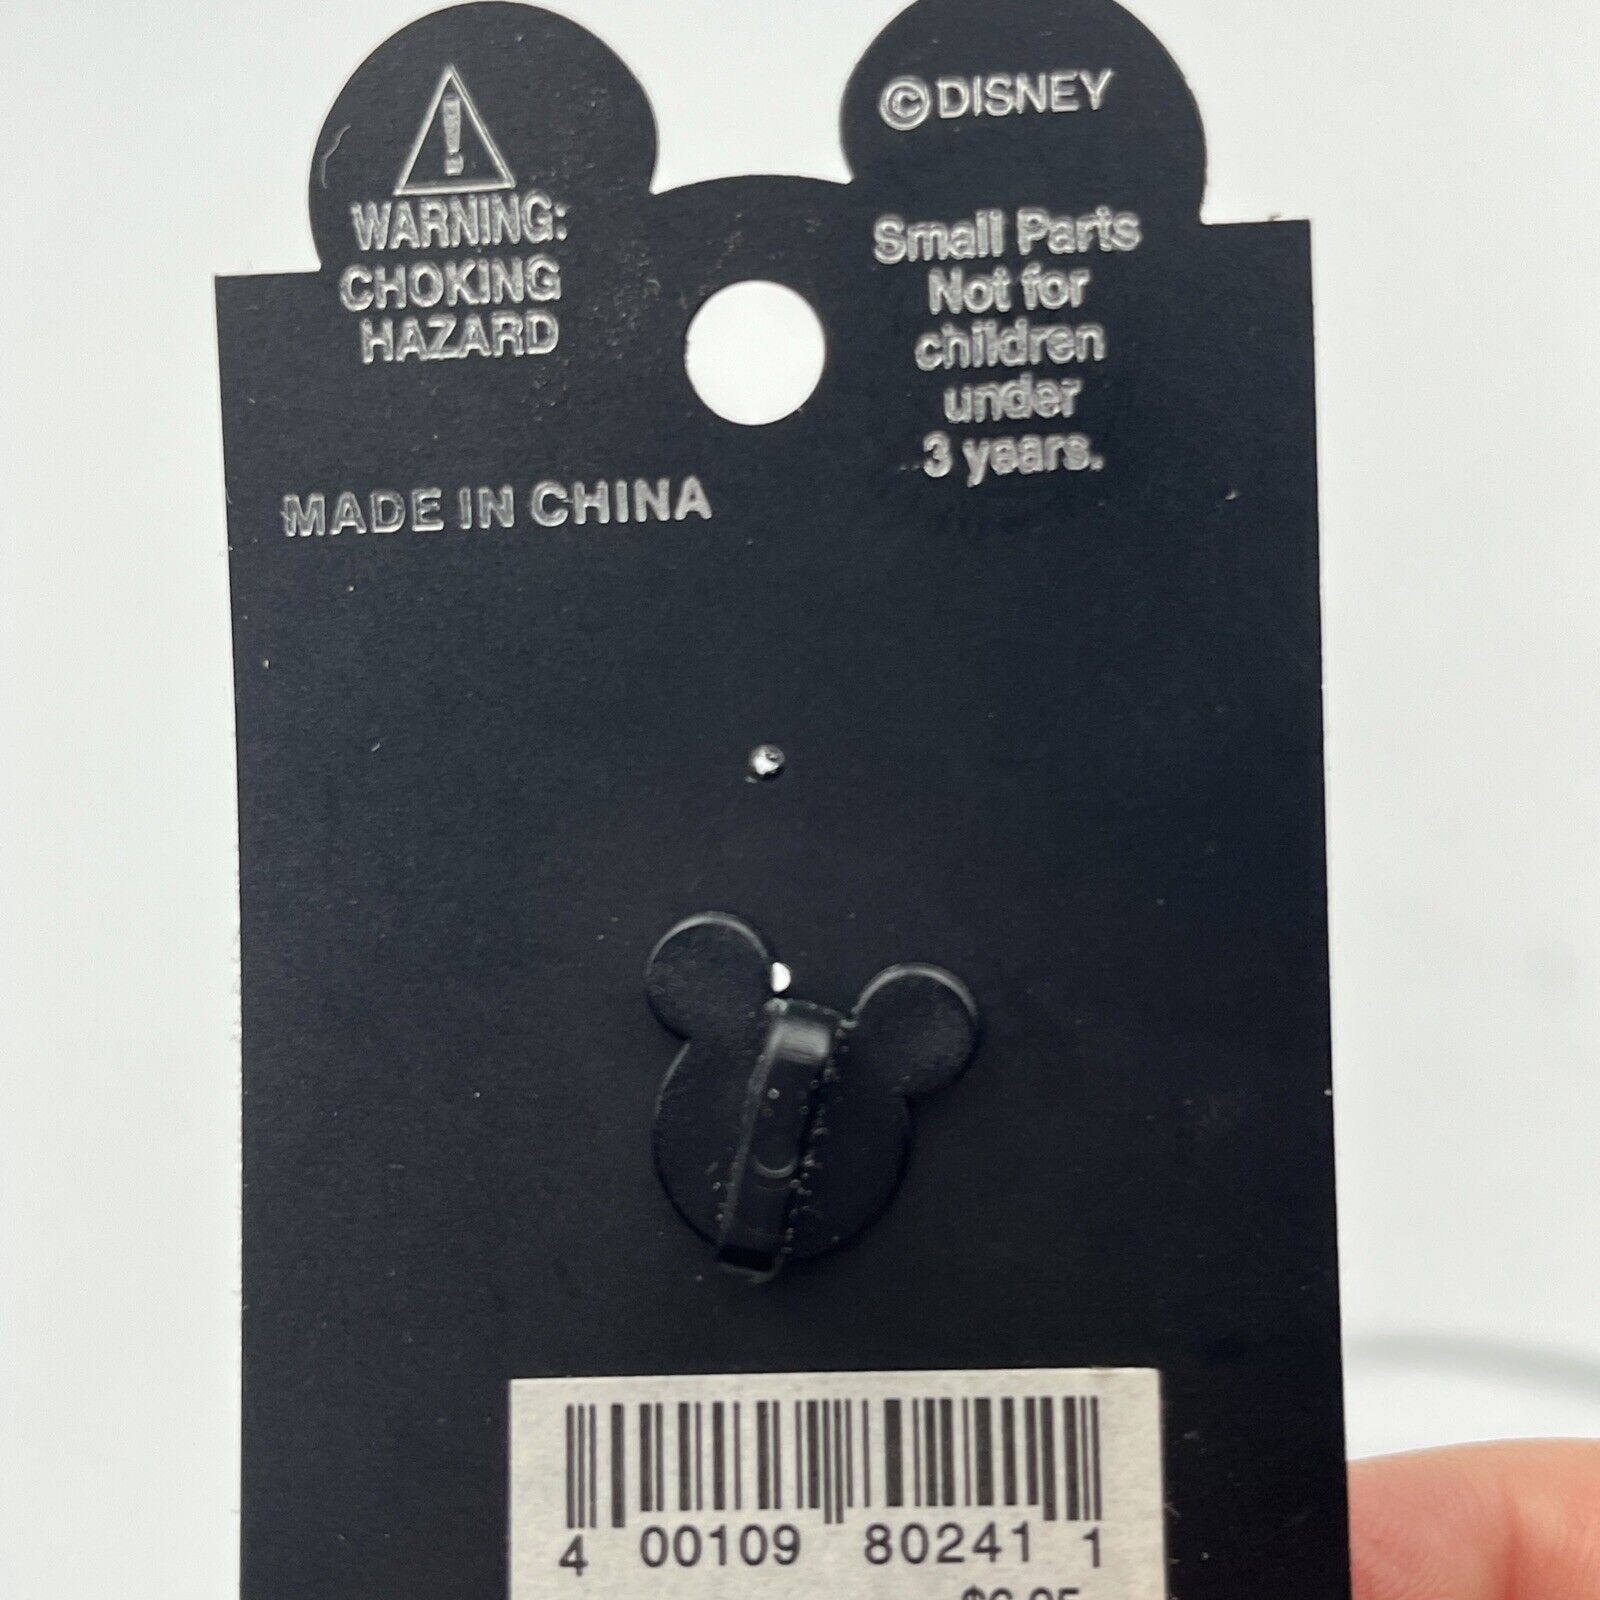 WARNING:
CHOKING
HAZARD
©DISNEY
Small Parts
Not for
children
under
3 years.
MADE IN CHINA
4 00109 80241 1